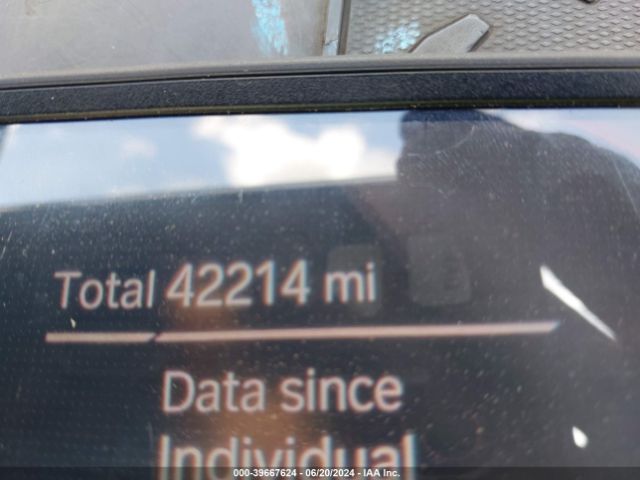 Total 42214 mi
Data since
Individual
000-39667624 - 06/20/2024 - IAA Inc.